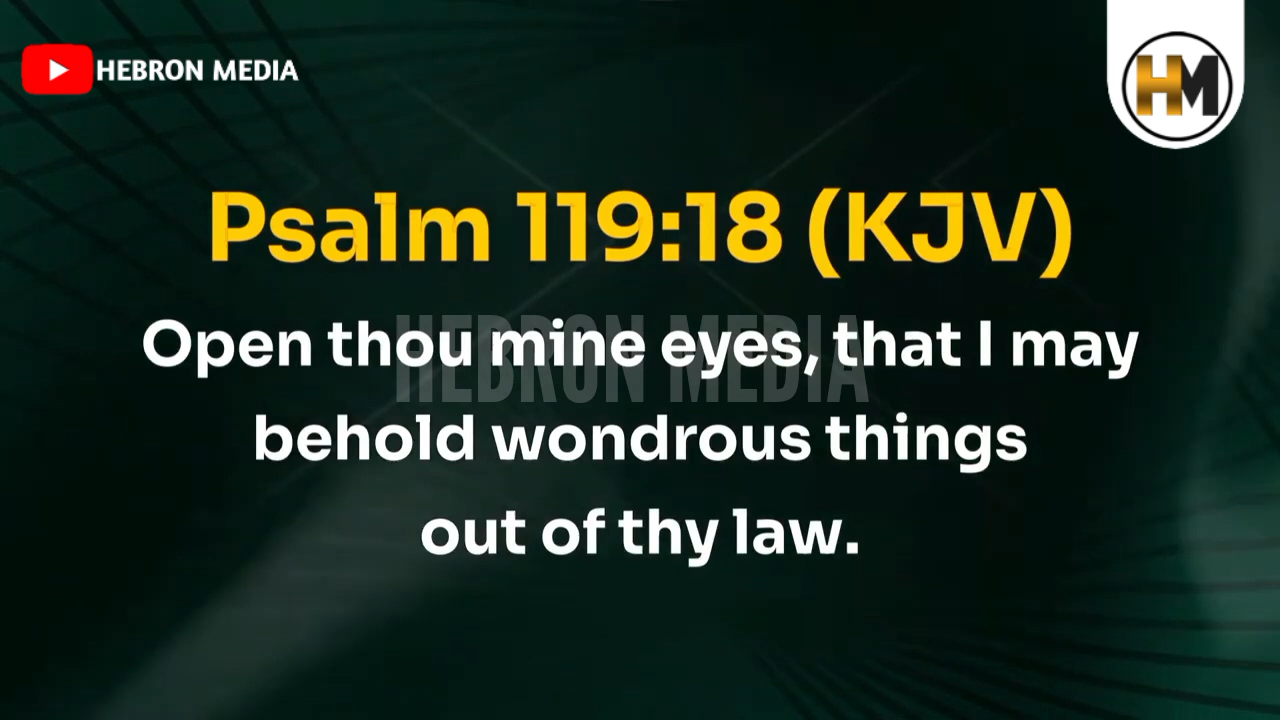 HEBRON MEDIA
HM
Psalm 119:18 (KJV)
Open thou mine eyes, that I may
HEBRON MEDIA
behold wondrous things
out of thy law.